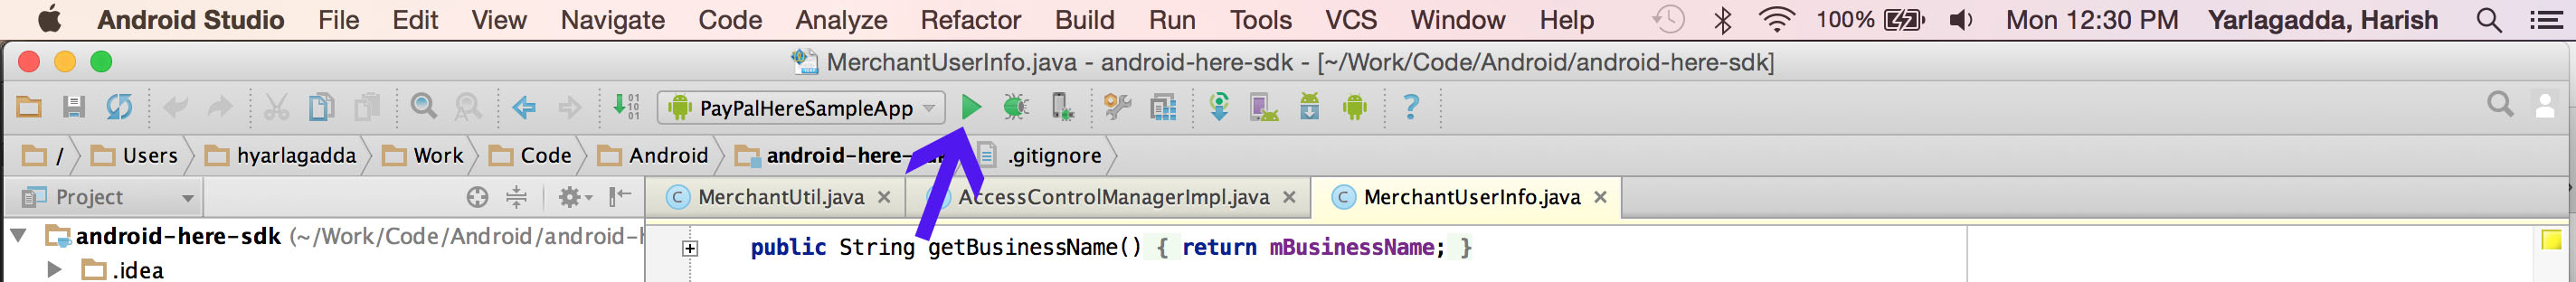 Android Studio File Edit View Navigate Code Analyze Refactor Build Run Tools VCS Window Help 100% Mon 12:30 PM Yarlagadda, Harish
MerchantUserInfo.java - android-here-sdk - [~/Work/Code/Android/android-here-sdk]
PayPalHereSampleApp ?
/ Users hyarlagadda Work Code Android android-here-sdk .gitignore
Project MerchantUtil.java AccessControlManagerImpl.java MerchantUserInfo.java
android-here-sdk (~/Work/Code/Android/android-
public String getBusinessName() { return mBusinessName; }
.idea